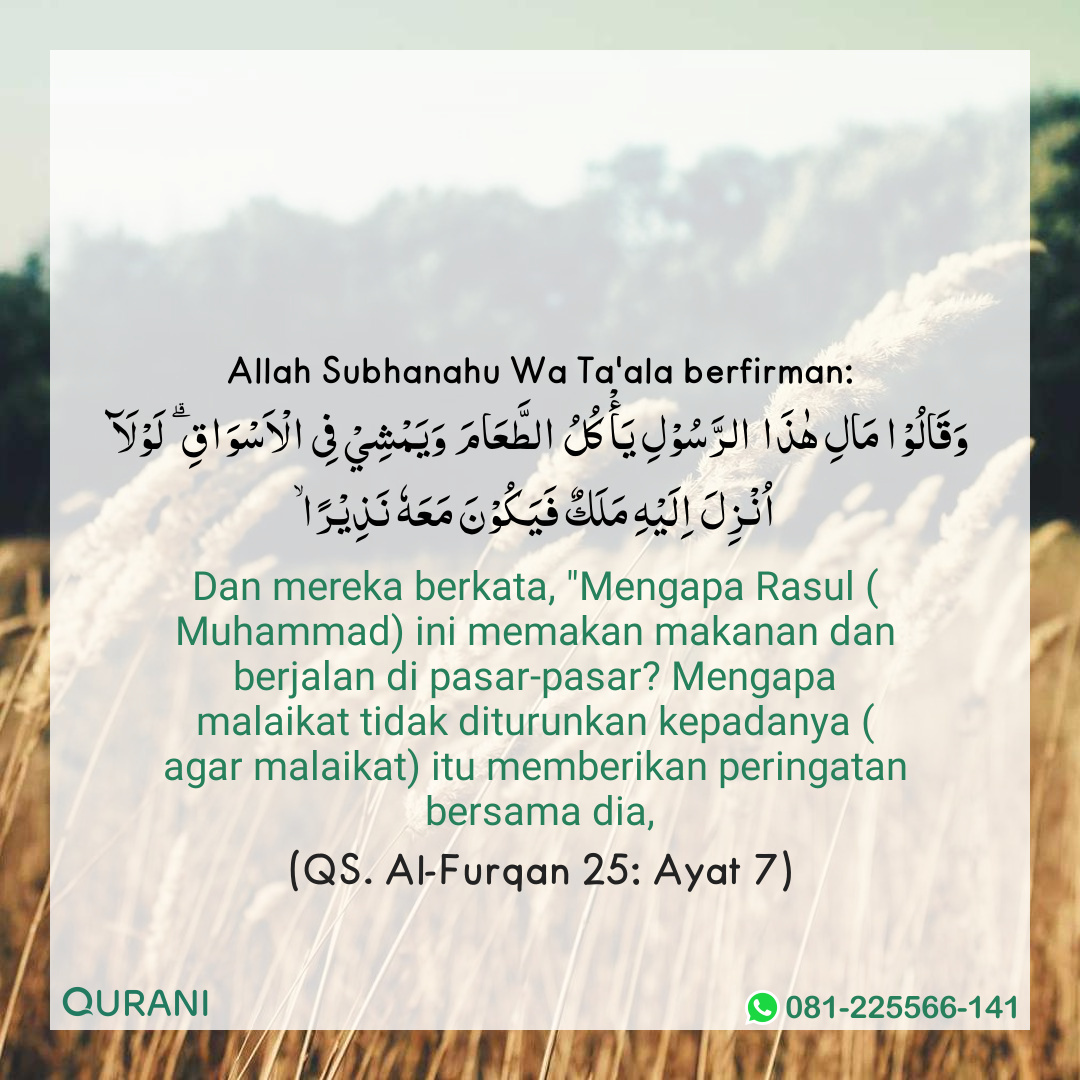 Allah Subhanahu Wa Ta'ala berfirman:
وَقَالُوْا مَالِ هٰذَا الرَّسُوْلِ يَأْكُلُ الطَّعَامَ وَيَمْشِيْ فِى الْاَسْوَاقِۗ لَوْلَآ
اُنْزِلَ اِلَيْهِ مَلَكٌ فَيَكُوْنَ مَعَهٗ نَذِيْرًاۙ
Dan mereka berkata, "Mengapa Rasul (
Muhammad) ini memakan makanan dan
berjalan di pasar-pasar? Mengapa
malaikat tidak diturunkan kepadanya (
agar malaikat) itu memberikan peringatan
bersama dia,
(QS. Al-Furqan 25: Ayat 7)
QURANI
081-225566-141